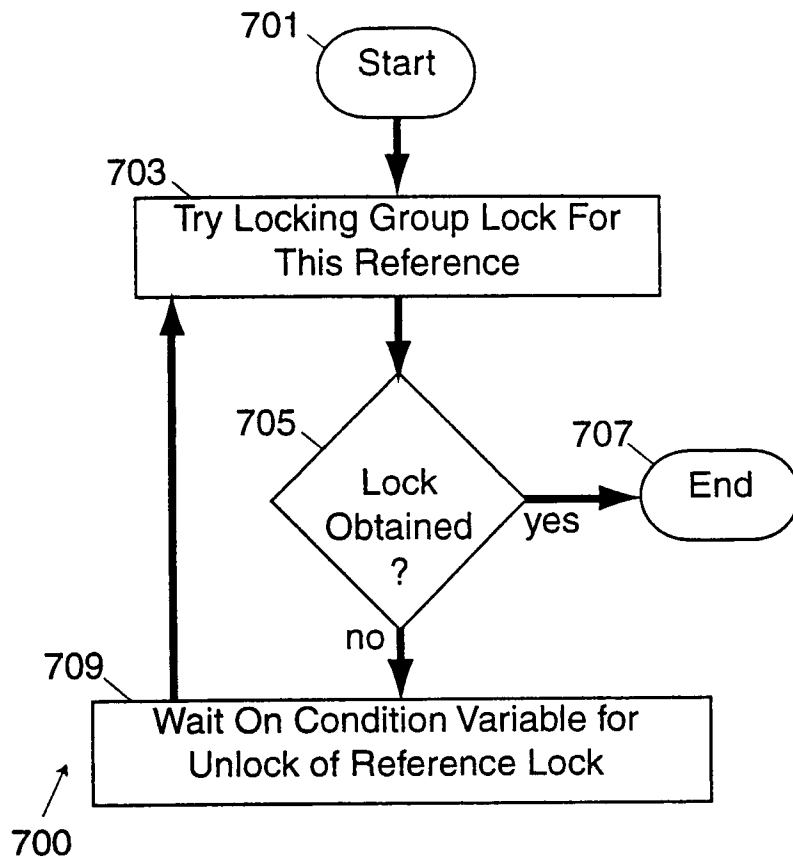 701
Start
703
Try Locking Group Lock For
This Reference
705
Lock
Obtained
?
yes
707
End
no
709
Wait On Condition Variable for
Unlock of Reference Lock
700